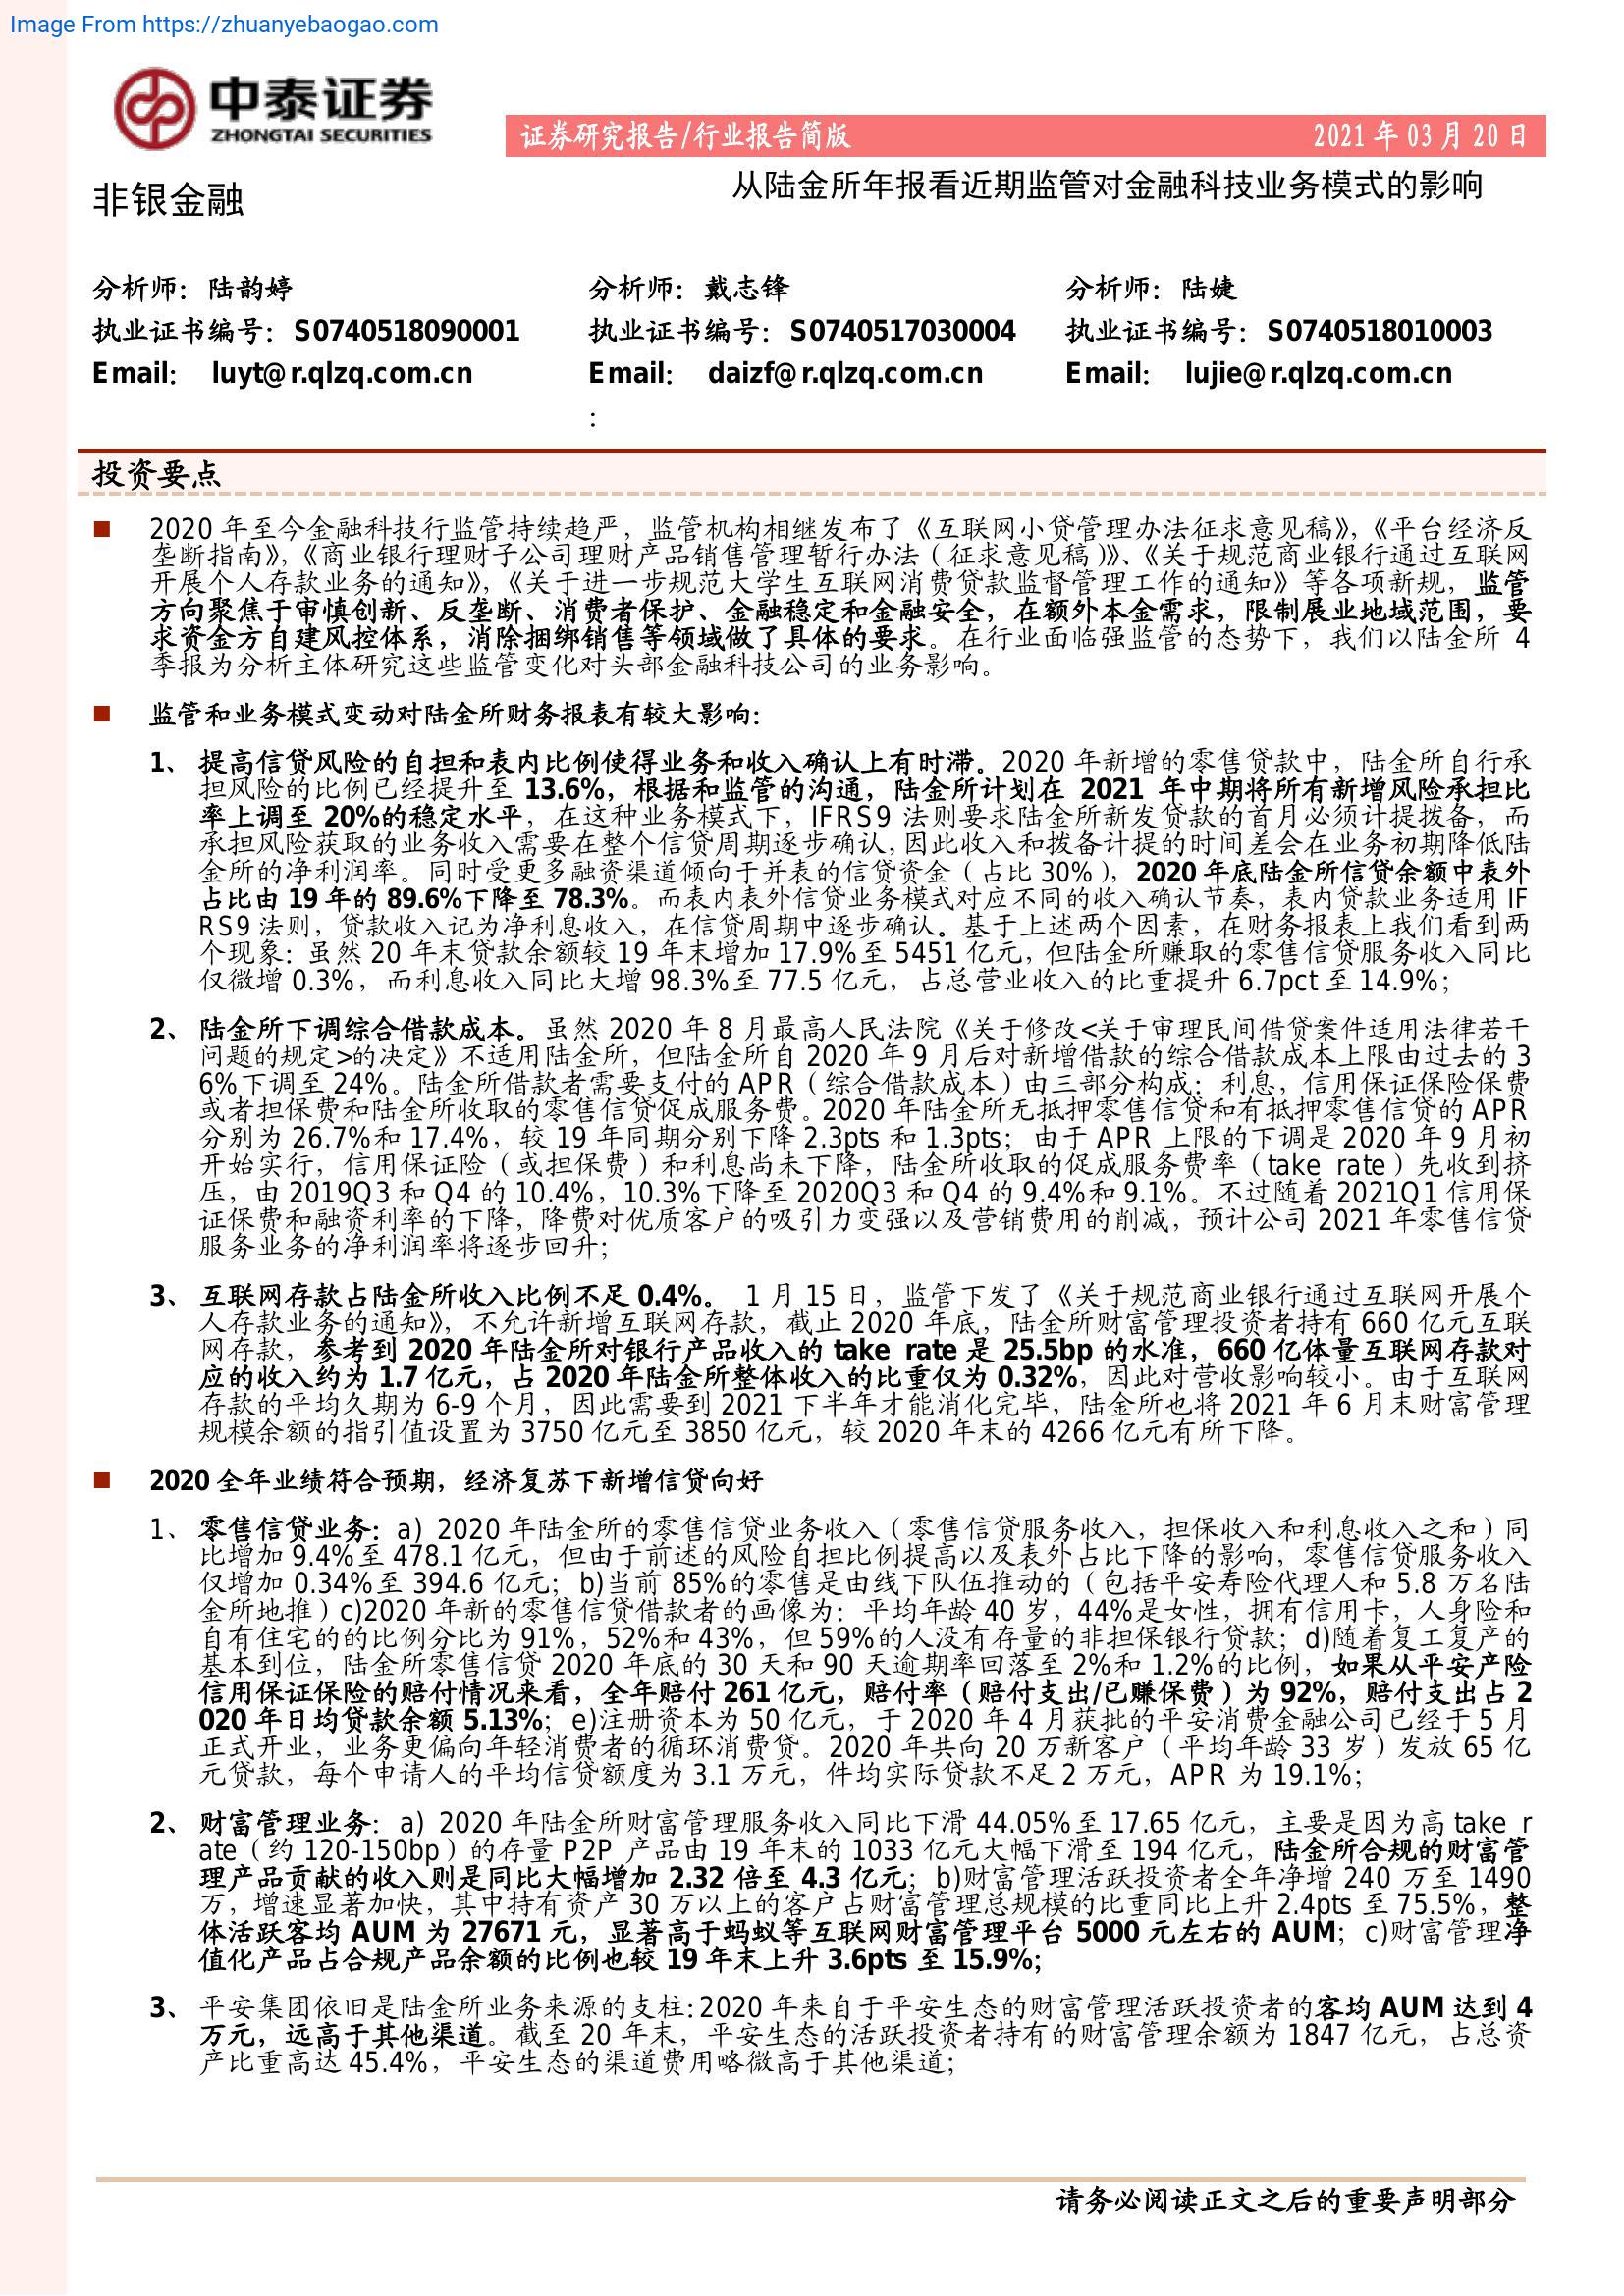 Image From https://zhuanyebaogao.com
中泰证券
ZHONGTAI SECURITIES
证券研究报告/行业报告简版 2021 年 03 月 20 日
非银金融
从陆金所年报看近期监管对金融科技业务模式的影响
分析师：陆韵婷 分析师：戴志锋 分析师：陆婕
执业证书编号：S0740518090001 执业证书编号：S0740517030004 执业证书编号：S0740518010003
Email： luyt@r.qlzq.com.cn Email： daizf@r.qlzq.com.cn Email： lujie@r.qlzq.com.cn
：
投资要点
■ 2020 年至今金融科技行监管持续趋严，监管机构相继发布了《互联网小贷管理办法征求意见稿》，《平台经济反
垄断指南》，《商业银行理财子公司理财产品销售管理暂行办法（征求意见稿）》、《关于规范商业银行通过互联网
开展个人存款业务的通知》，《关于进一步规范大学生互联网消费贷款监督管理工作的通知》等各项新规，监管
方向聚焦于审慎创新、反垄断、消费者保护、金融稳定和金融安全，在额外本金需求，限制展业地域范围，要
求资金方自建风控体系，消除捆绑销售等领域做了具体的要求。在行业面临强监管的态势下，我们以陆金所 4
季报为分析主体研究这些监管变化对头部金融科技公司的业务影响。
■ 监管和业务模式变动对陆金所财务报表有较大影响：
1、 提高信贷风险的自担和表内比例使得业务和收入确认上有时滞。2020 年新增的零售贷款中，陆金所自行承
担风险的比例已经提升至 13.6%，根据和监管的沟通，陆金所计划在 2021 年中期将所有新增风险承担比
率上调至 20%的稳定水平，在这种业务模式下，IFRS9 法则要求陆金所新发贷款的首月必须计提拨备，而
承担风险获取的业务收入需要在整个信贷周期逐步确认，因此收入和拨备计提的时间差会在业务初期降低陆
金所的净利润率。同时受更多融资渠道倾向于并表的信贷资金（占比 30%），2020 年底陆金所信贷余额中表外
占比由 19 年的 89.6%下降至 78.3%。而表内表外信贷业务模式对应不同的收入确认节奏，表内贷款业务适用 IF
RS9 法则，贷款收入记为净利息收入，在信贷周期中逐步确认。基于上述两个因素，在财务报表上我们看到两
个现象：虽然 20 年末贷款余额较 19 年末增加 17.9%至 5451 亿元，但陆金所赚取的零售信贷服务收入同比
仅微增 0.3%，而利息收入同比大增 98.3%至 77.5 亿元，占总营业收入的比重提升 6.7pct 至 14.9%；
2、 陆金所下调综合借款成本。虽然 2020 年 8 月最高人民法院《关于修改<关于审理民间借贷案件适用法律若干
问题的规定>的决定》不适用陆金所，但陆金所自 2020 年 9 月后对新增借款的综合借款成本上限由过去的 3
6%下调至 24%。陆金所借款者需要支付的 APR（综合借款成本）由三部分构成：利息，信用保证保险保费
或者担保费和陆金所收取的零售信贷促成服务费。2020 年陆金所无抵押零售信贷和有抵押零售信贷的 APR
分别为 26.7%和 17.4%，较 19 年同期分别下降 2.3pts 和 1.3pts；由于 APR 上限的下调是 2020 年 9 月初
开始实行，信用保证险（或担保费）和利息尚未下降，陆金所收取的促成服务费率（take rate）先收到挤
压，由 2019Q3 和 Q4 的 10.4%，10.3%下降至 2020Q3 和 Q4 的 9.4%和 9.1%。不过随着 2021Q1 信用保
证保费和融资利率的下降，降费对优质客户的吸引力变强以及营销费用的削减，预计公司 2021 年零售信贷
服务业务的净利润率将逐步回升；
3、 互联网存款占陆金所收入比例不足 0.4%。 1 月 15 日，监管下发了《关于规范商业银行通过互联网开展个
人存款业务的通知》，不允许新增互联网存款，截止 2020 年底，陆金所财富管理投资者持有 660 亿元互联
网存款，参考到 2020 年陆金所对银行产品收入的 take rate 是 25.5bp 的水准，660 亿体量互联网存款对
应的收入约为 1.7 亿元，占 2020 年陆金所整体收入的比重仅为 0.32%，因此对营收影响较小。由于互联网
存款的平均久期为 6-9 个月，因此需要到 2021 下半年才能消化完毕，陆金所也将 2021 年 6 月末财富管理
规模余额的指引值设置为 3750 亿元至 3850 亿元，较 2020 年末的 4266 亿元有所下降。
■ 2020 全年业绩符合预期，经济复苏下新增信贷向好
1、 零售信贷业务：a）2020 年陆金所的零售信贷业务收入（零售信贷服务收入，担保收入和利息收入之和）同
比增加 9.4%至 478.1 亿元，但由于前述的风险自担比例提高以及表外占比下降的影响，零售信贷服务收入
仅增加 0.34%至 394.6 亿元；b)当前 85%的零售是由线下队伍推动的（包括平安寿险代理人和 5.8 万名陆
金所地推）c)2020 年新的零售信贷借款者的画像为：平均年龄 40 岁，44%是女性，拥有信用卡，人身险和
自有住宅的的比例分比为 91%，52%和 43%，但 59%的人没有存量的非担保银行贷款；d)随着复工复产的
基本到位，陆金所零售信贷 2020 年底的 30 天和 90 天逾期率回落至 2%和 1.2%的比例，如果从平安产险
信用保证保险的赔付情况来看，全年赔付 261 亿元，赔付率（赔付支出/已赚保费）为 92%，赔付支出占 2
020 年日均贷款余额 5.13%；e)注册资本为 50 亿元，于 2020 年 4 月获批的平安消费金融公司已经于 5 月
正式开业，业务更偏向年轻消费者的循环消费贷。2020 年共向 20 万新客户（平均年龄 33 岁）发放 65 亿
元贷款，每个申请人的平均信贷额度为 3.1 万元，件均实际贷款不足 2 万元，APR 为 19.1%；
2、 财富管理业务：a）2020 年陆金所财富管理服务收入同比下滑 44.05%至 17.65 亿元，主要是因为高 take r
ate（约 120-150bp）的存量 P2P 产品由 19 年末的 1033 亿元大幅下滑至 194 亿元，陆金所合规的财富管
理产品贡献的收入则是同比大幅增加 2.32 倍至 4.3 亿元；b)财富管理活跃投资者全年净增 240 万至 1490
万，增速显著加快，其中持有资产 30 万以上的客户占财富管理总规模的比重同比上升 2.4pts 至 75.5%，整
体活跃客均 AUM 为 27671 元，显著高于蚂蚁等互联网财富管理平台 5000 元左右的 AUM；c)财富管理净
值化产品占合规产品余额的比例也较 19 年末上升 3.6pts 至 15.9%；
3、 平安集团依旧是陆金所业务来源的支柱：2020 年来自于平安生态的财富管理活跃投资者的客均 AUM 达到 4
万元，远高于其他渠道。截至 20 年末，平安生态的活跃投资者持有的财富管理余额为 1847 亿元，占总资
产比重高达 45.4%，平安生态的渠道费用略微高于其他渠道；
请务必阅读正文之后的重要声明部分